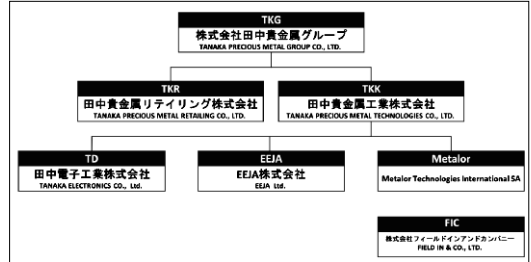 TKG
株式会社田中貴金属グループ
TANAKA PRECIOUS METAL GROUP CO., LTD.
TKR
田中貴金属リテイリング株式会社
TANAKA PRECIOUS METAL RETAILING CO., LTD.
TKK
田中貴金属工業株式会社
TANAKA PRECIOUS METAL TECHNOLOGIES CO., LTD.
TD
田中電子工業株式会社
TANAKA ELECTRONICS CO., Ltd.
EEJA
EEJA株式会社
EEJA Ltd.
Metalor
Metalor Technologies International SA
FIC
株式会社フィールドインアンドカンパニー
FIELD IN & CO., LTD.